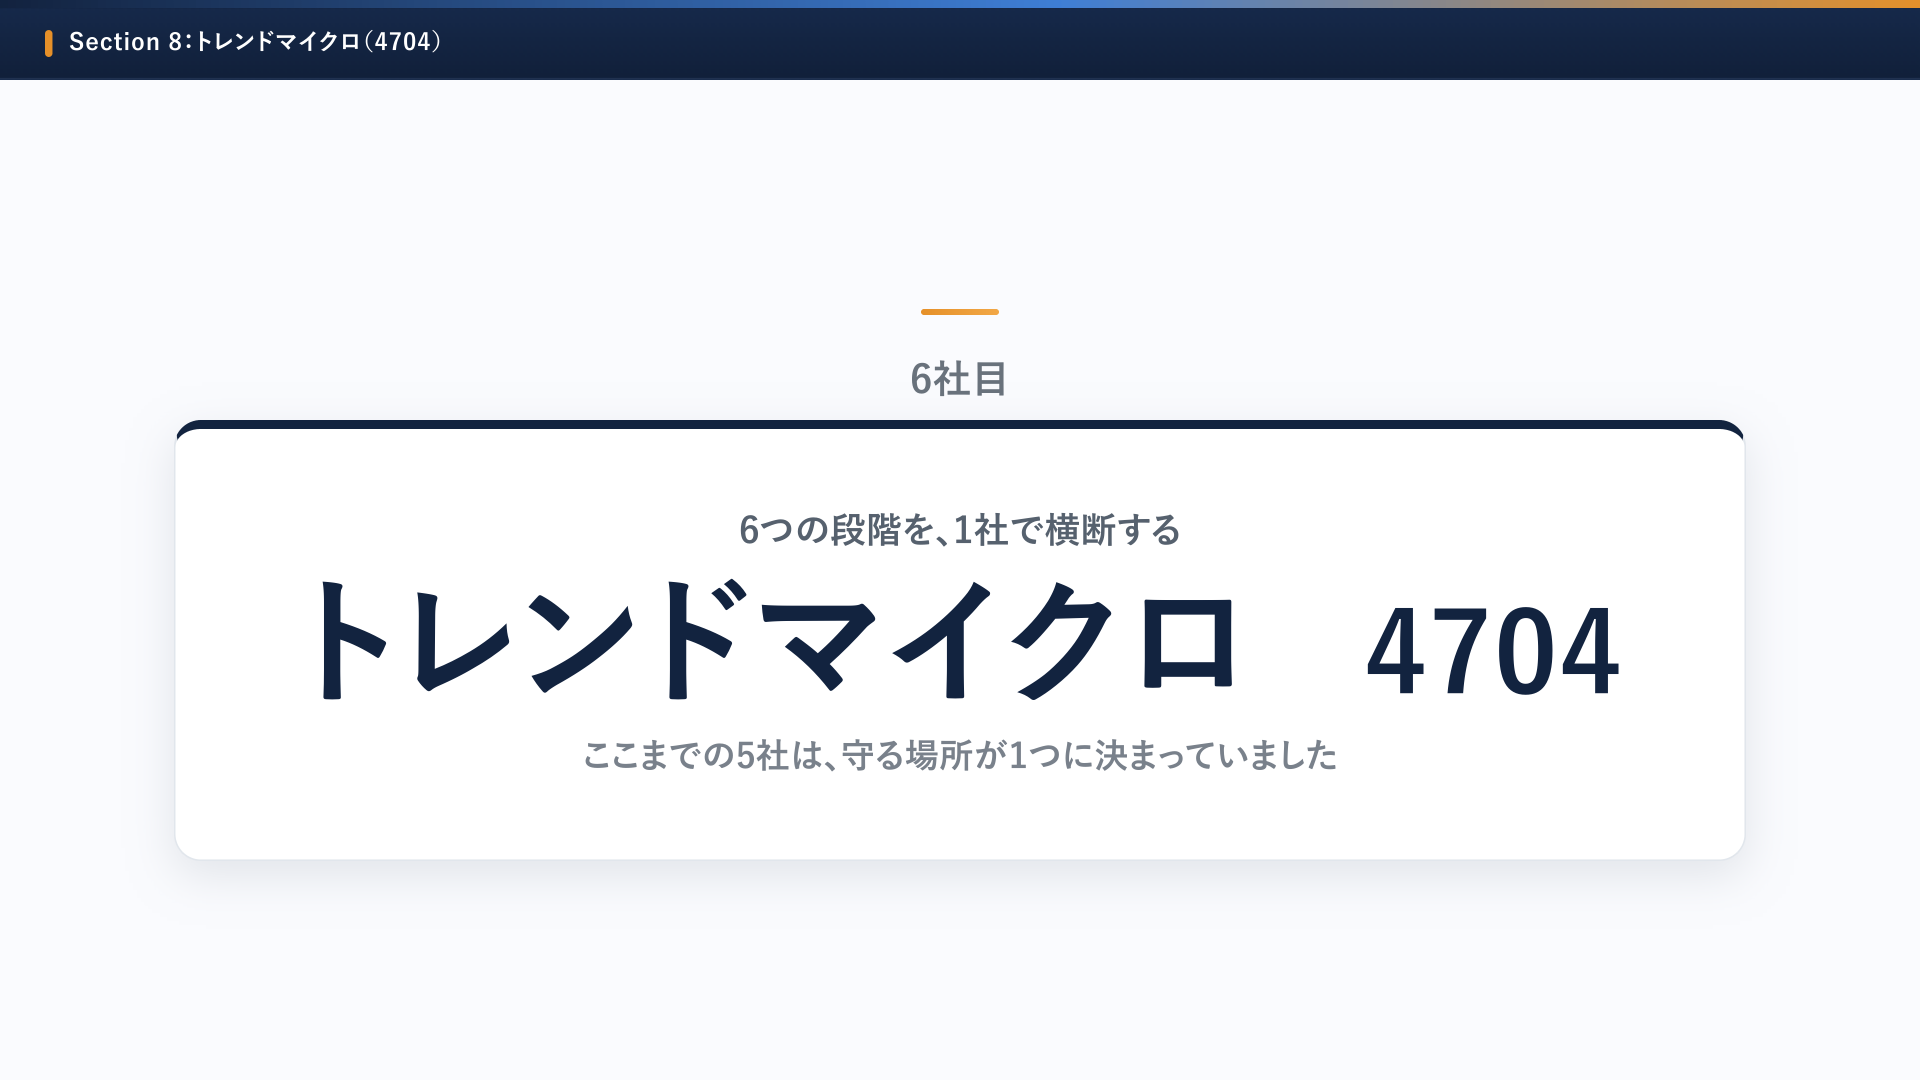 Section 8：トレンドマイクロ（4704）
6社目
6つの段階を、1社で横断する
トレンドマイクロ　4704
ここまでの5社は、守る場所が1つに決まっていました